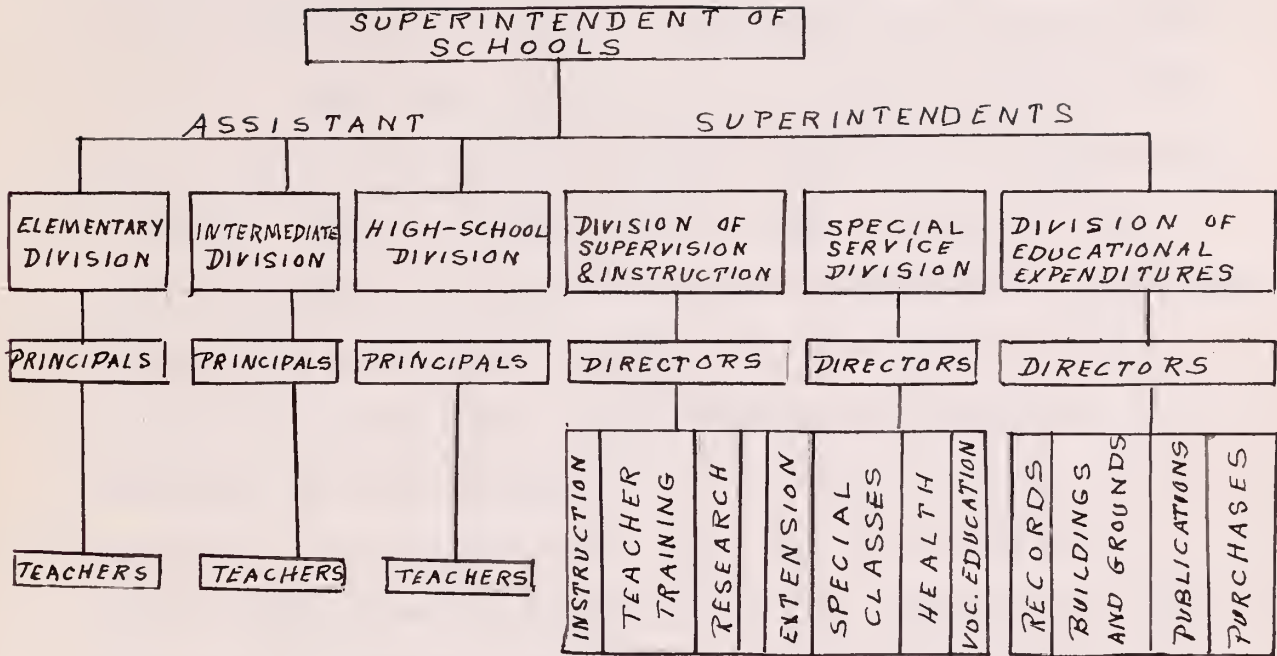 SUPERINTENDENT OF
SCHOOLS
ASSISTANT SUPERINTENDENTS
ELEMENTARY
DIVISION
INTERMEDIATE
DIVISION
HIGH-SCHOOL
DIVISION
DIVISION OF
SUPERVISION
& INSTRUCTION
SPECIAL
SERVICE
DIVISION
DIVISION OF
EDUCATIONAL
EXPENDITURES
PRINCIPALS
PRINCIPALS
PRINCIPALS
DIRECTORS
DIRECTORS
DIRECTORS
TEACHERS
TEACHERS
TEACHERS
INSTRUCTION
TEACHER
TRAINING
RESEARCH
EXTENSION
SPECIAL
CLASSES
HEALTH
VOC. EDUCATION
RECORDS
BUILDINGS
AND GROUNDS
PUBLICATIONS
PURCHASES